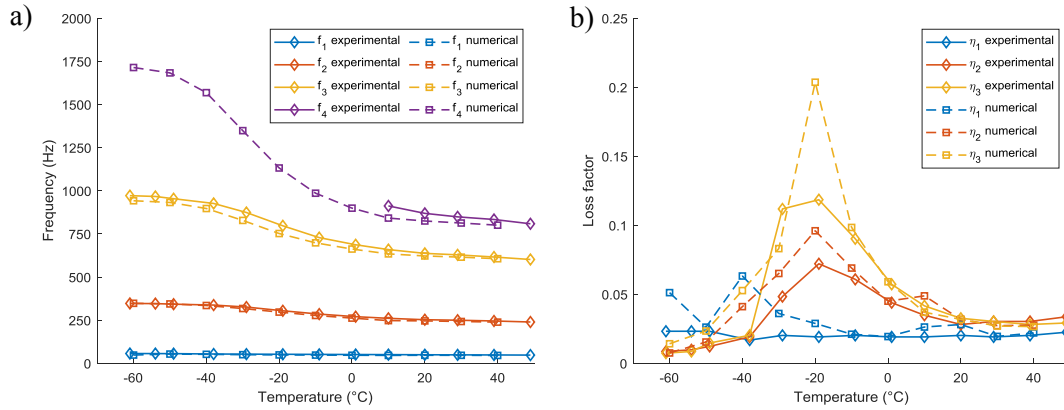 a)
2000
1750
1500
1250
1000
750
500
250
0
Frequency (Hz)
-60 -40 -20 0 20 40
Temperature (°C)
f1 experimental f1 numerical
f2 experimental f2 numerical
f3 experimental f3 numerical
f4 experimental f4 numerical
b)
0.25
0.2
0.15
0.1
0.05
0
Loss factor
-60 -40 -20 0 20 40
Temperature (°C)
η1 experimental
η2 experimental
η3 experimental
η1 numerical
η2 numerical
η3 numerical